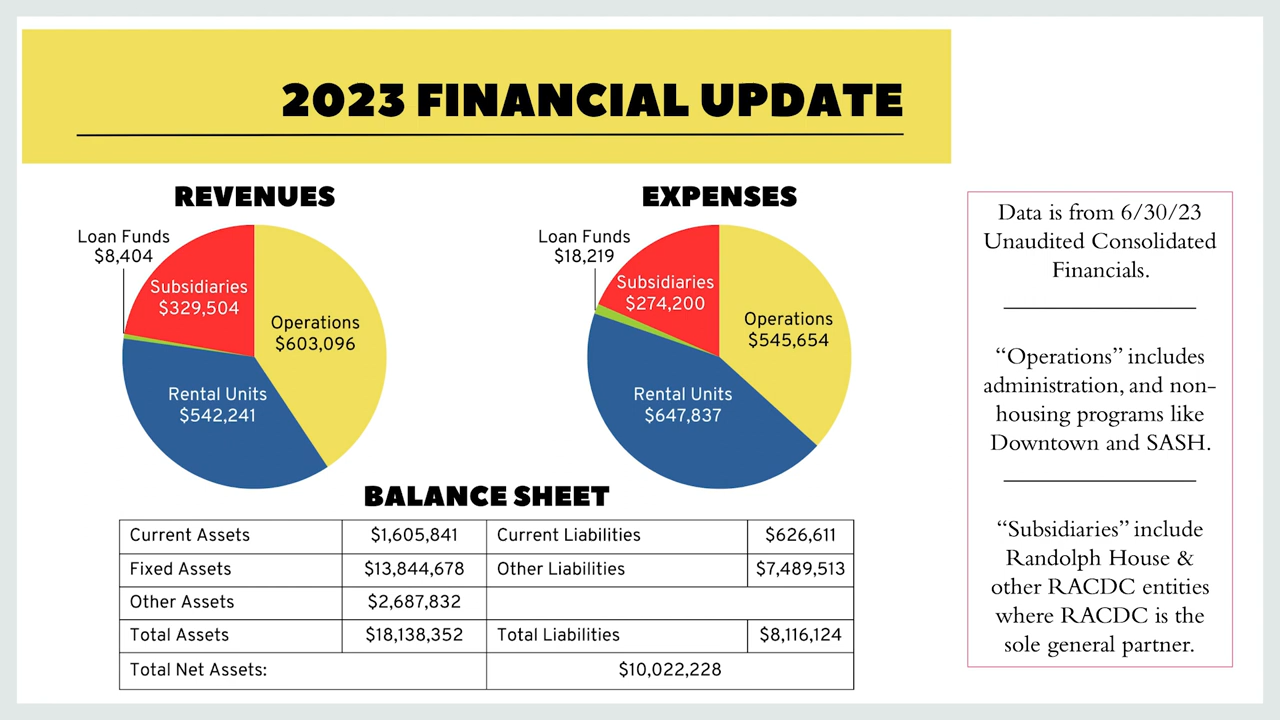 2023 FINANCIAL UPDATE
REVENUES
Loan Funds
$8,404
Subsidiaries
$329,504
Operations
$603,096
Rental Units
$542,241
EXPENSES
Loan Funds
$18,219
Subsidiaries
$274,200
Operations
$545,654
Rental Units
$647,837
BALANCE SHEET
Current Assets $1,605,841 Current Liabilities $626,611
Fixed Assets $13,844,678 Other Liabilities $7,489,513
Other Assets $2,687,832
Total Assets $18,138,352 Total Liabilities $8,116,124
Total Net Assets: $10,022,228
Data is from 6/30/23
Unaudited Consolidated
Financials.
“Operations” includes
administration, and non-
housing programs like
Downtown and SASH.
“Subsidiaries” include
Randolph House &
other RACDC entities
where RACDC is the
sole general partner.